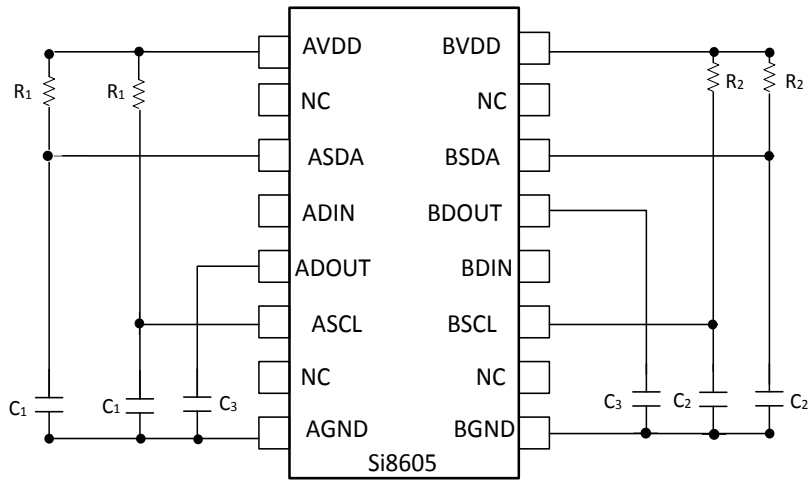 AVDD BVDD
R1 R1 R2 R2
NC NC
ASDA BSDA
ADIN BDOUT
ADOUT BDIN
ASCL BSCL
NC NC
C1 C1 C3 C3 C2 C2
AGND BGND
Si8605